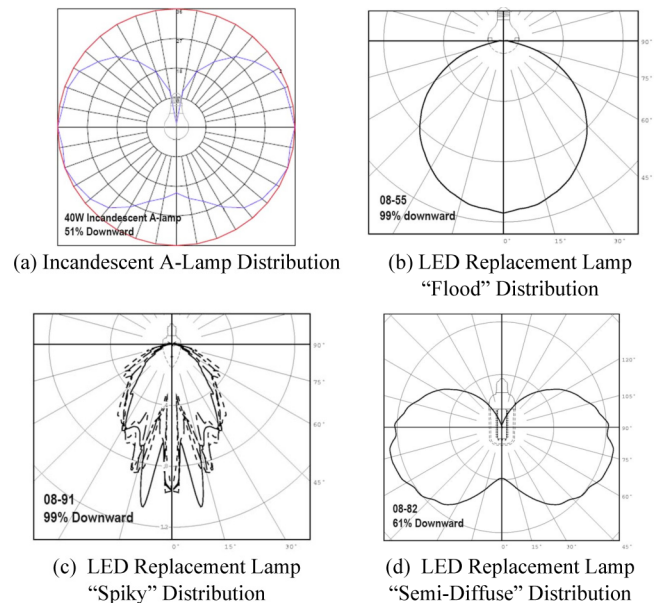 40W Incandescent A-lamp
51% Downward
(a) Incandescent A-Lamp Distribution
90°
75°
60°
45°
08-55
99% downward
0°
15°
30°
(b) LED Replacement Lamp
“Flood” Distribution
90°
75°
60°
45°
08-91
99% Downward
12
0°
15°
30°
(c) LED Replacement Lamp
“Spiky” Distribution
120°
105°
90°
75°
60°
08-82
61% Downward
0°
15°
30°
45°
(d) LED Replacement Lamp
“Semi-Diffuse” Distribution